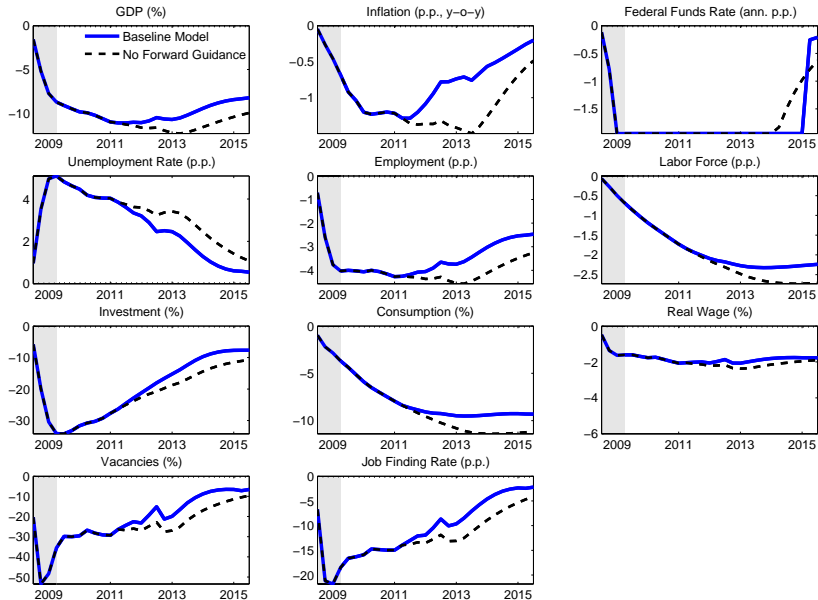 GDP (%)
Baseline Model
No Forward Guidance
0
−5
−10
2009 2011 2013 2015
Inflation (p.p., y−o−y)
0
−0.5
−1
2009 2011 2013 2015
Federal Funds Rate (ann. p.p.)
0
−0.5
−1
−1.5
2009 2011 2013 2015
Unemployment Rate (p.p.)
4
2
0
2009 2011 2013 2015
Employment (p.p.)
0
−1
−2
−3
−4
2009 2011 2013 2015
Labor Force (p.p.)
0
−0.5
−1
−1.5
−2
−2.5
2009 2011 2013 2015
Investment (%)
0
−10
−20
−30
2009 2011 2013 2015
Consumption (%)
0
−5
−10
2009 2011 2013 2015
Real Wage (%)
0
−2
−4
−6
2009 2011 2013 2015
Vacancies (%)
0
−10
−20
−30
−40
−50
2009 2011 2013 2015
Job Finding Rate (p.p.)
0
−5
−10
−15
−20
2009 2011 2013 2015